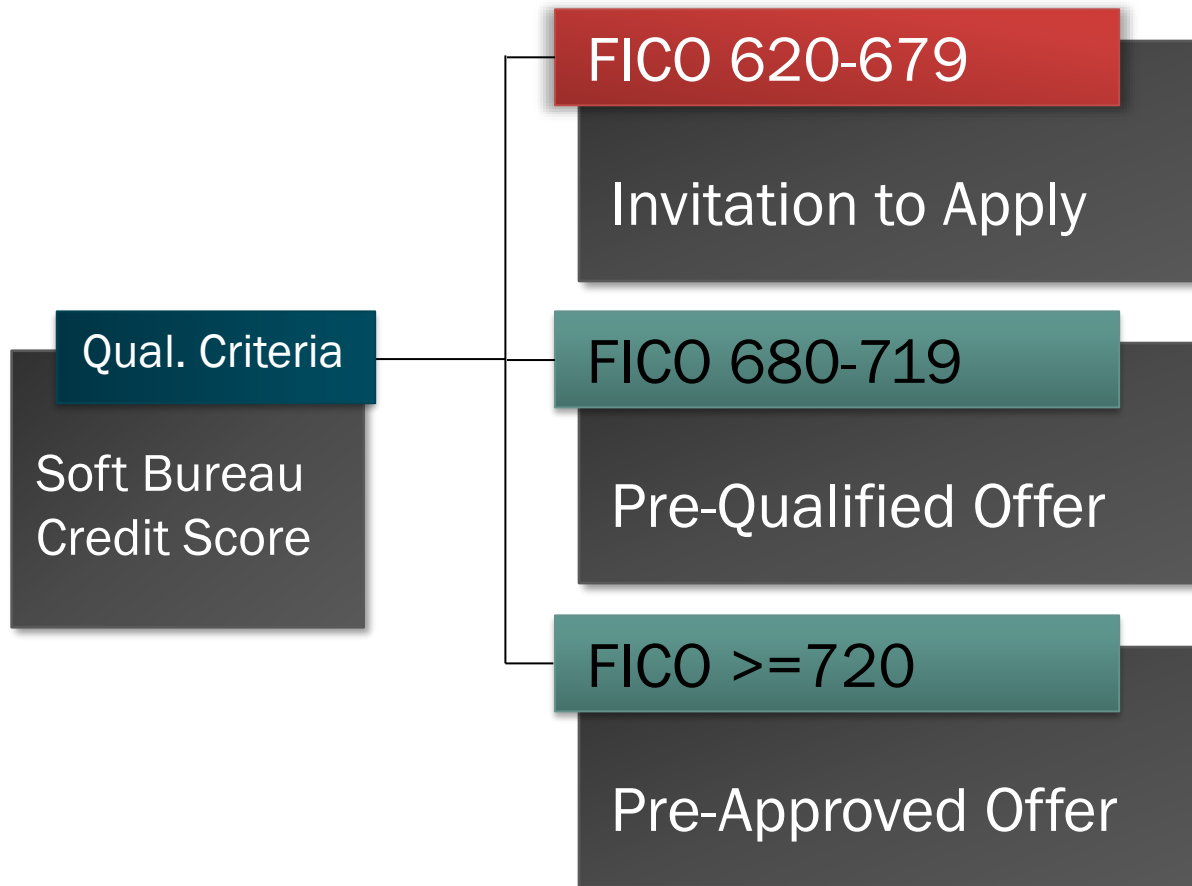 Qual. Criteria
Soft Bureau
Credit Score
FICO 620-679
Invitation to Apply
FICO 680-719
Pre-Qualified Offer
FICO >=720
Pre-Approved Offer